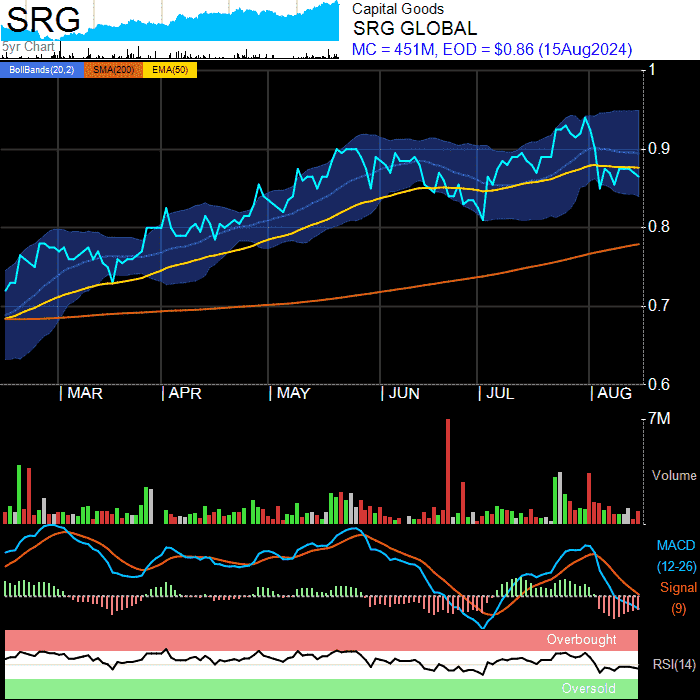 SRG
5yr Chart
Capital Goods
SRG GLOBAL
MC = 451M, EOD = $0.86 (15Aug2024)
BollBands(20,2) SMA(200) EMA(50)
1
0.9
0.8
0.7
0.6
MAR APR MAY JUN JUL AUG
7M
Volume
MACD
(12-26)
Signal
(9)
Overbought
RSI(14)
Oversold